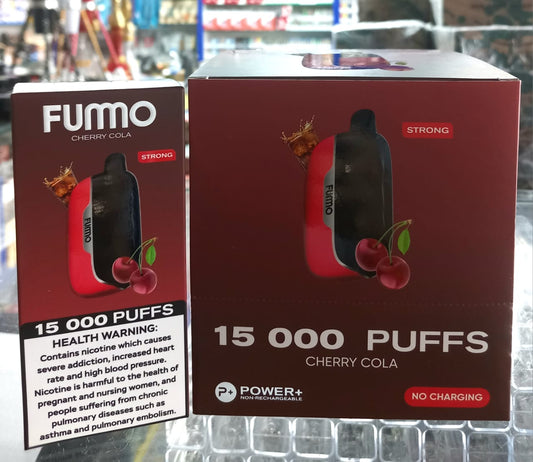 FUMMO
CHERRY COLA
STRONG
FUMMO
15 000 PUFFS
HEALTH WARNING:
Contains nicotine which causes
severe addiction, increased heart
rate and high blood pressure.
Nicotine is harmful to the health of
pregnant and nursing women, and
people suffering from chronic
pulmonary diseases such as
asthma and pulmonary embolism.
STRONG
FUMMO
15 000 PUFFS
CHERRY COLA
P+ POWER+
NON-RECHARGEABLE
NO CHARGING